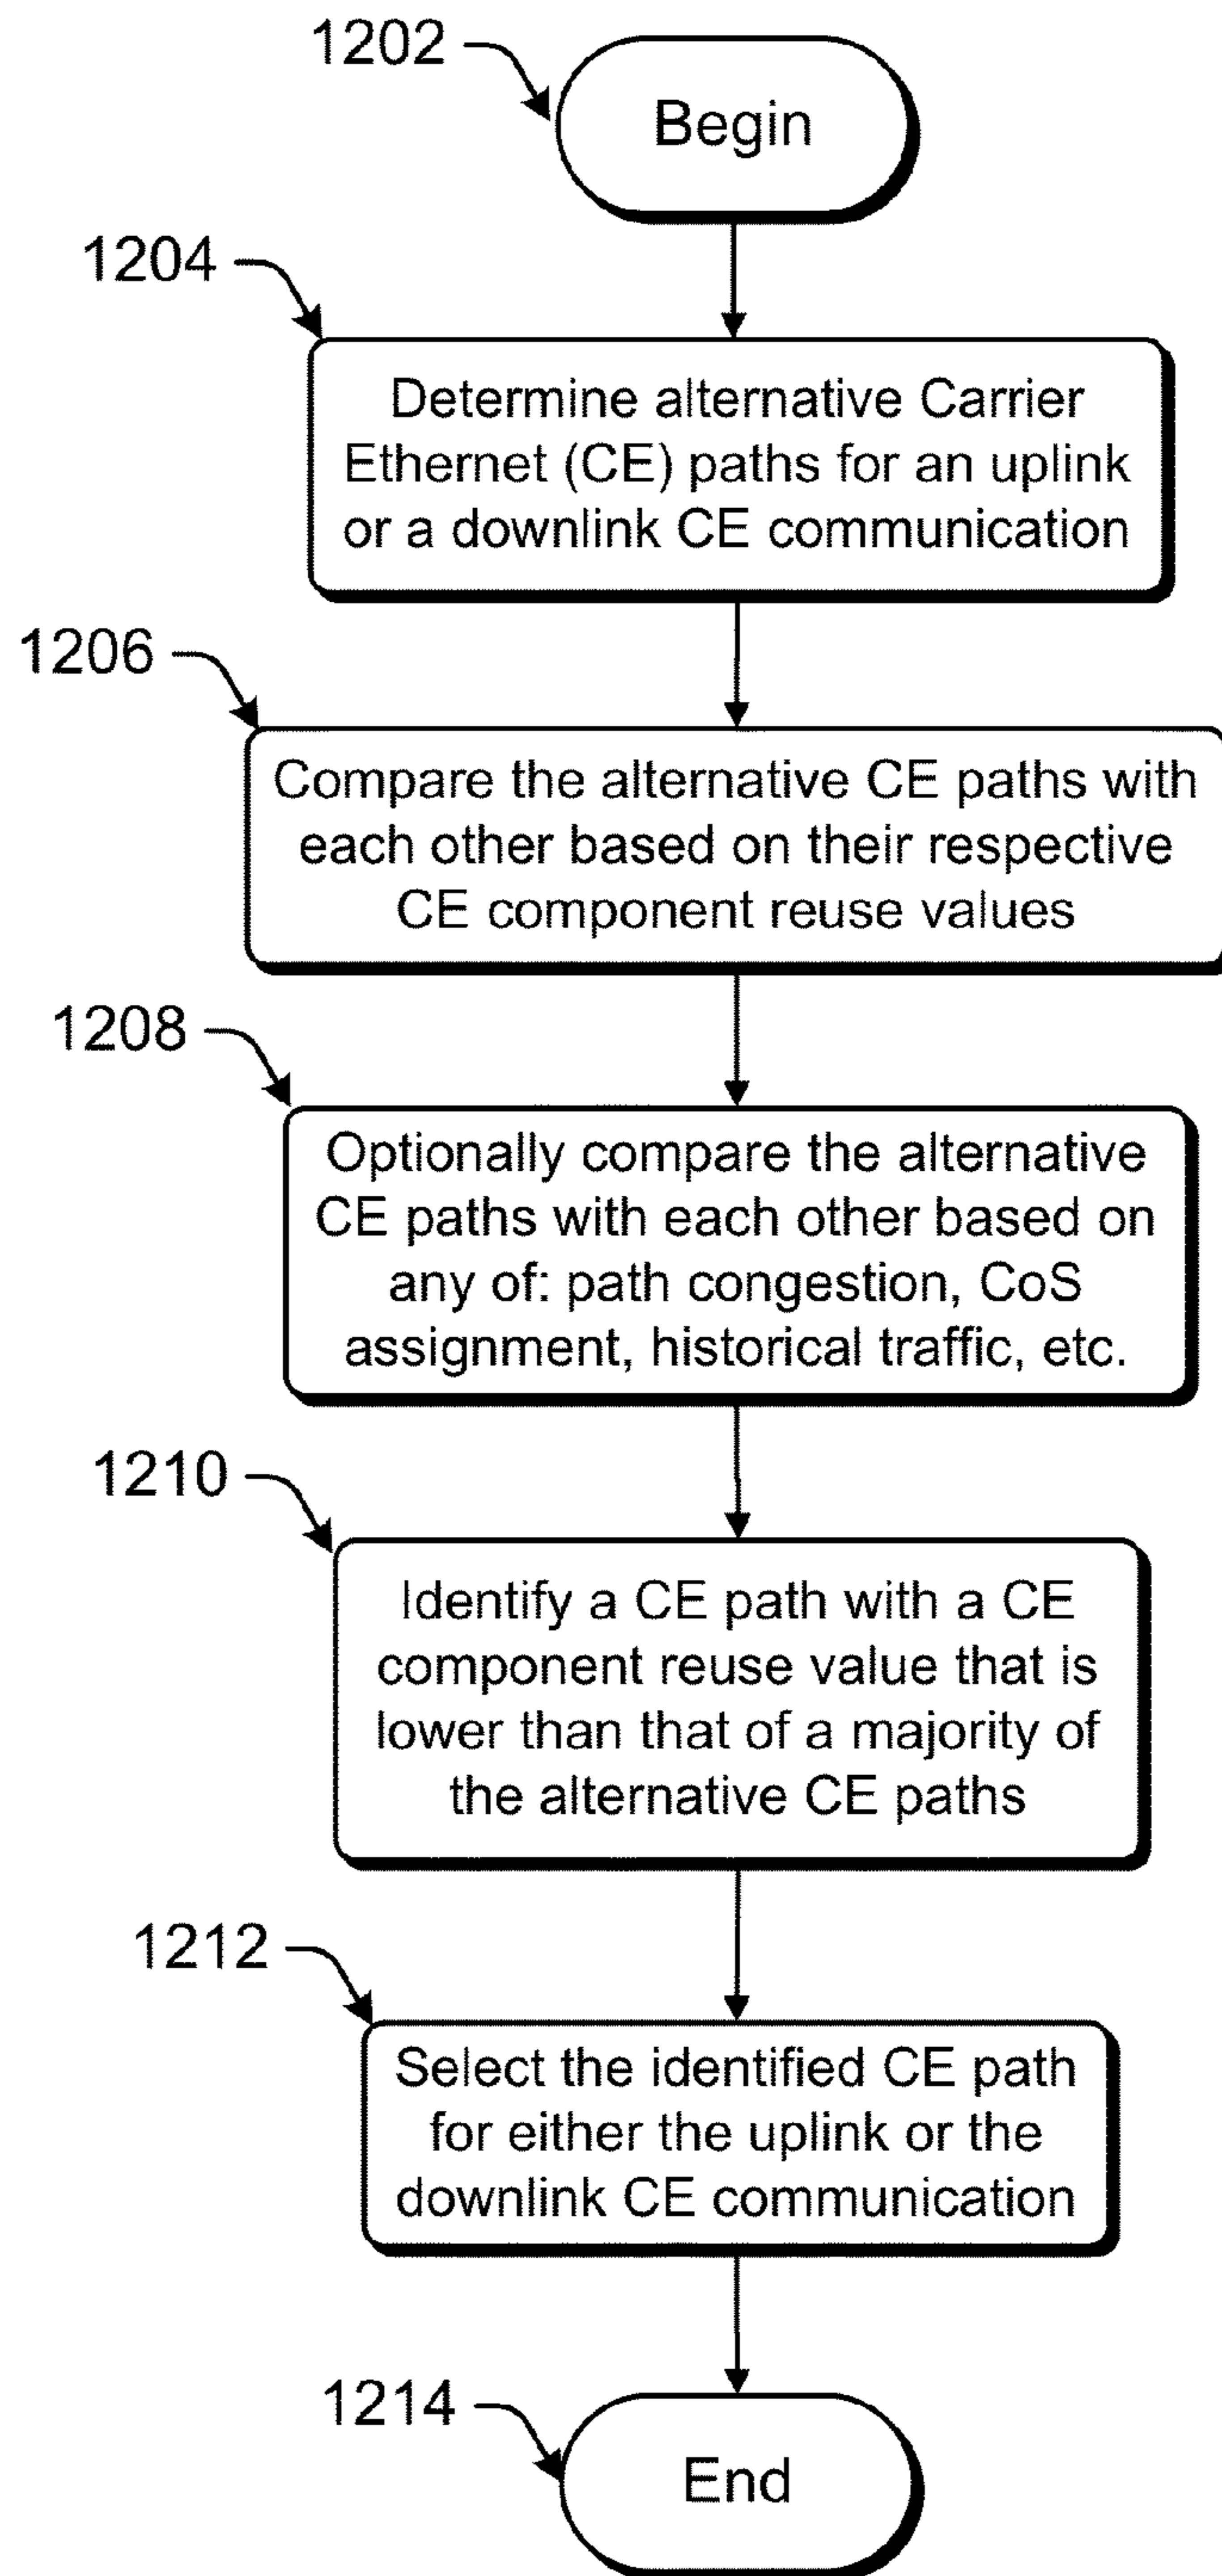 1202
Begin
1204
Determine alternative Carrier
Ethernet (CE) paths for an uplink
or a downlink CE communication
1206
Compare the alternative CE paths with
each other based on their respective
CE component reuse values
1208
Optionally compare the alternative
CE paths with each other based on
any of: path congestion, CoS
assignment, historical traffic, etc.
1210
Identify a CE path with a CE
component reuse value that is
lower than that of a majority of
the alternative CE paths
1212
Select the identified CE path
for either the uplink or the
downlink CE communication
1214
End